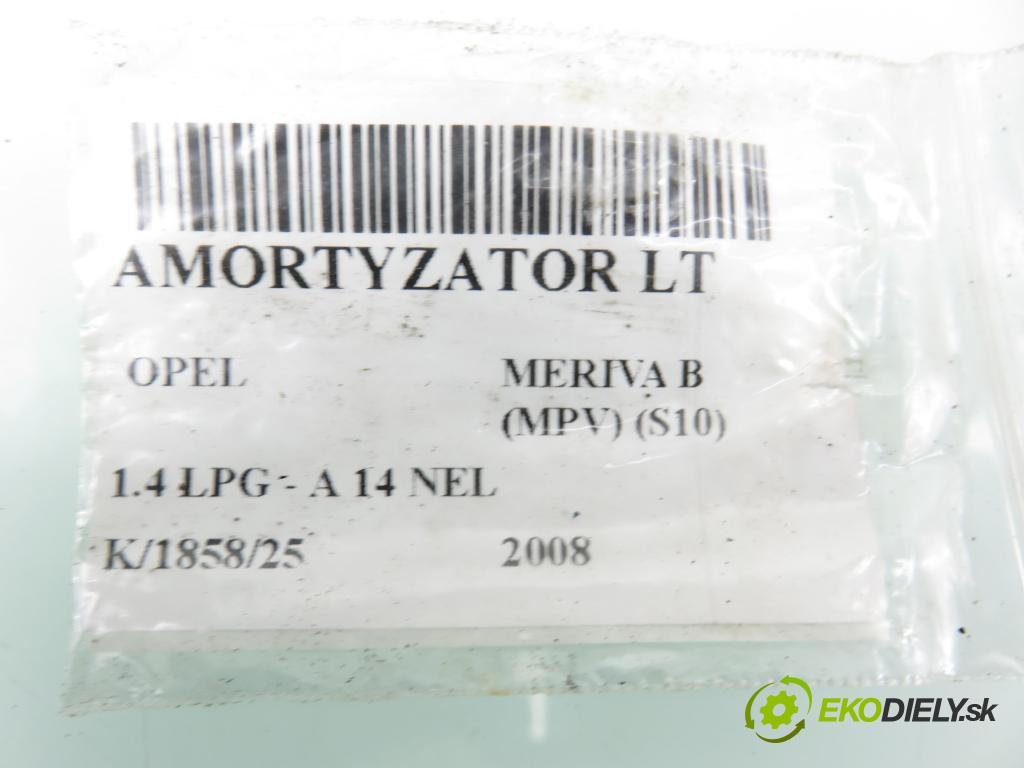 AMORTYZATOR LT
OPEL MERIVA B
(MPV) (S10)
1.4 LPG - A 14 NEL
K/1858/25 2008
EKODIELY.sk